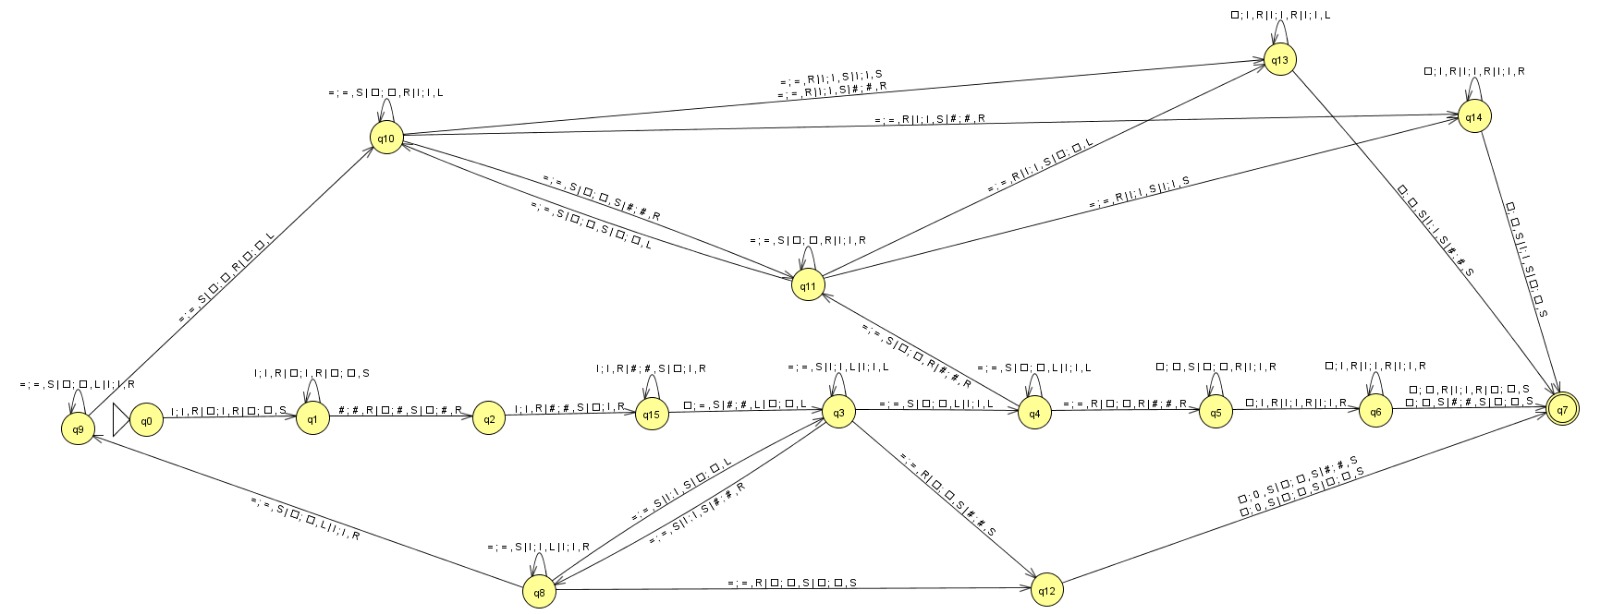 □;I,R|I;I,R|I;I,L
q13
=;=,R|I;I,S|I;I,S
=;=,R|I;I,S|#;#,R
□;I,R|I;I,R|I;I,R
q14
=;=,S|□;□,R|I;I,L
q10
=;=,R|I;I,S|#;#,R
=;=,R|I;I,S|□;□,L
=;=,R|I;I,S|I;I,S
=;=,S|□;□,S|#;#,R
=;=,S|□;□,S|□;□,L
□;□,S|I;I,S|#;#,S
□;□,S|I;I,S|□;□,S
=;=,S|□;□,R|□;□,L
=;=,S|□;□,R|I;I,R
q11
=;=,S|□;□,R|#;#,R
=;=,S|□;□,L|I;I,R
q9
q0
I;I,R|□;I,R|□;□,S
I;I,R|□;I,R|□;□,S
q1
#;#,R|□;#,S|□;#,R
q2
I;I,R|#;#,S|□;I,R
I;I,R|#;#,S|□;I,R
q15
□;=,S|#;#,L|□;□,L
=;=,S|I;I,L|I;I,L
q3
=;=,S|□;□,L|I;I,L
=;=,S|□;□,L|I;I,L
q4
=;=,R|□;□,R|#;#,R
□;□,S|□;□,R|I;I,R
q5
□;I,R|I;I,R|I;I,R
□;I,R|I;I,R|I;I,R
q6
□;□,R|I;I,R|□;□,S
□;□,S|#;#,S|□;□,S
q7
=;=,S|I;I,S|□;□,L
=;=,S|I;I,S|#;#,R
=;=,R|□;□,S|#;#,S
□;0,S|□;□,S|#;#,S
□;0,S|□;□,S|□;□,S
=;=,S|□;□,L|I;I,R
=;=,S|I;I,L|I;I,R
q8
=;=,R|□;□,S|□;□,S
q12